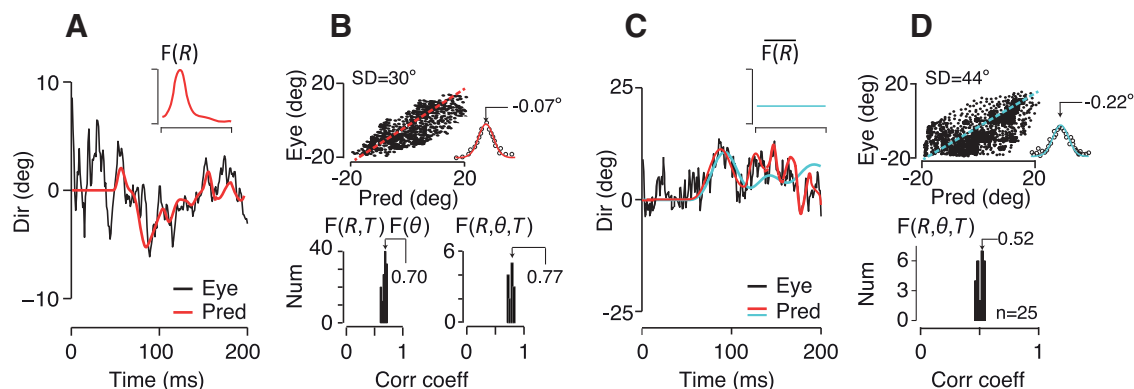 A
F(R)
10
0
−10
Dir (deg)
Eye
Pred
0
100
200
Time (ms)
B
20
SD=30°
-0.07°
Eye (deg)
-20
-20
20
Pred (deg)
F(R,T) F(θ)
F(R,θ,T)
40
0
Num
0.70
6
0
0.77
0
1
0
1
Corr coeff
C
F(R)
25
0
-25
Dir (deg)
Eye
Pred
0
100
200
Time (ms)
D
20
SD=44°
-0.22°
Eye (deg)
-20
-20
20
Pred (deg)
F(R,θ,T)
0.52
6
3
0
Num
n=25
0
1
Corr coeff